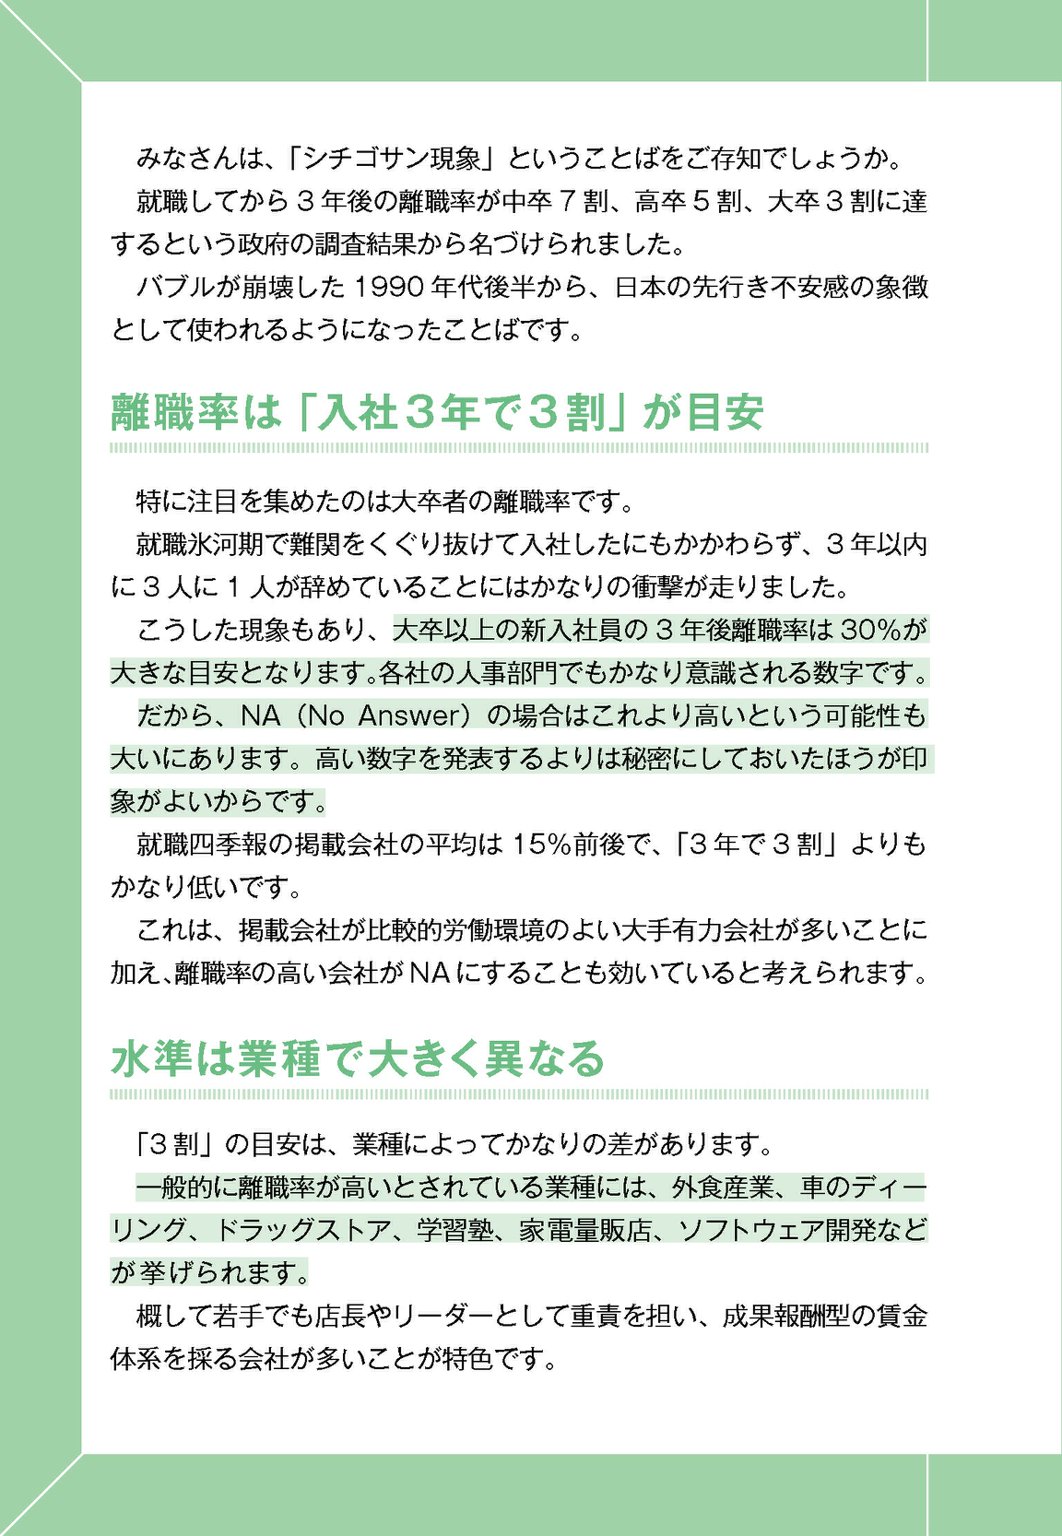 みなさんは、「シチゴサン現象」ということばをご存知でしょうか。
就職してから3年後の離職率が中卒7割、高卒5割、大卒3割に達
するという政府の調査結果から名づけられました。
バブルが崩壊した1990年代後半から、日本の先行き不安感の象徴
として使われるようになったことばです。
離職率は「入社3年で3割」が目安
特に注目を集めたのは大卒者の離職率です。
就職氷河期で難関をくぐり抜けて入社したにもかかわらず、3年以内
に3人に1人が辞めていることにはかなりの衝撃が走りました。
こうした現象もあり、大卒以上の新入社員の3年後離職率は30%が
大きな目安となります。各社の人事部門でもかなり意識される数字です。
だから、NA（No Answer）の場合はこれより高いという可能性も
大いにあります。高い数字を発表するよりは秘密にしておいたほうが印
象がよいからです。
就職四季報の掲載会社の平均は15%前後で、「3年で3割」よりも
かなり低いです。
これは、掲載会社が比較的労働環境のよい大手有力会社が多いことに
加え、離職率の高い会社がNAにすることも効いていると考えられます。
水準は業種で大きく異なる
「3割」の目安は、業種によってかなりの差があります。
一般的に離職率が高いとされている業種には、外食産業、車のディー
リング、ドラッグストア、学習塾、家電量販店、ソフトウェア開発など
が挙げられます。
概して若手でも店長やリーダーとして重責を担い、成果報酬型の賃金
体系を採る会社が多いことが特色です。